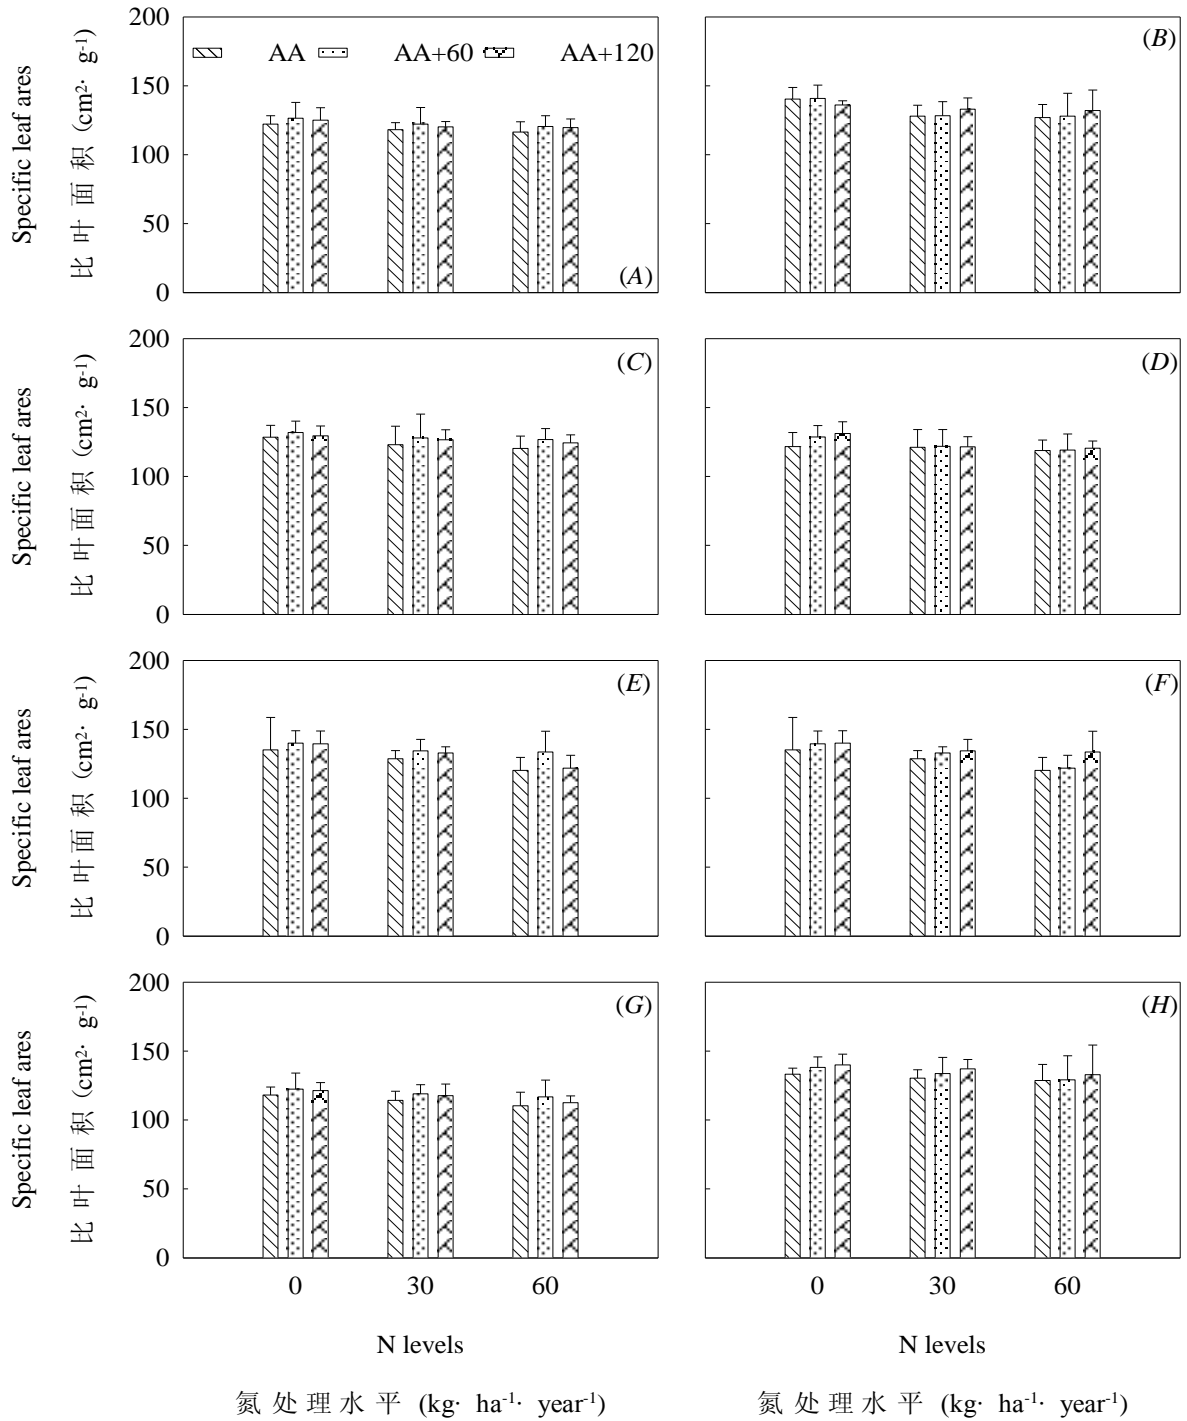 200
150
100
50
0
Specific leaf ares
比 叶 面 积 (cm²· g-1)
AA AA+60 AA+120
(A)
(B)
200
150
100
50
0
Specific leaf ares
比 叶面 积 (cm²· g-1)
(C)
(D)
200
150
100
50
0
Specific leaf ares
比 叶面 积 (cm²· g-1)
(E)
(F)
200
150
100
50
0
Specific leaf ares
比 叶 面 积 (cm²· g-1)
(G)
(H)
0 30 60
0 30 60
N levels
N levels
氮 处 理 水 平 (kg· ha-1· year-1)
氮 处 理 水 平 (kg· ha-1· year-1)